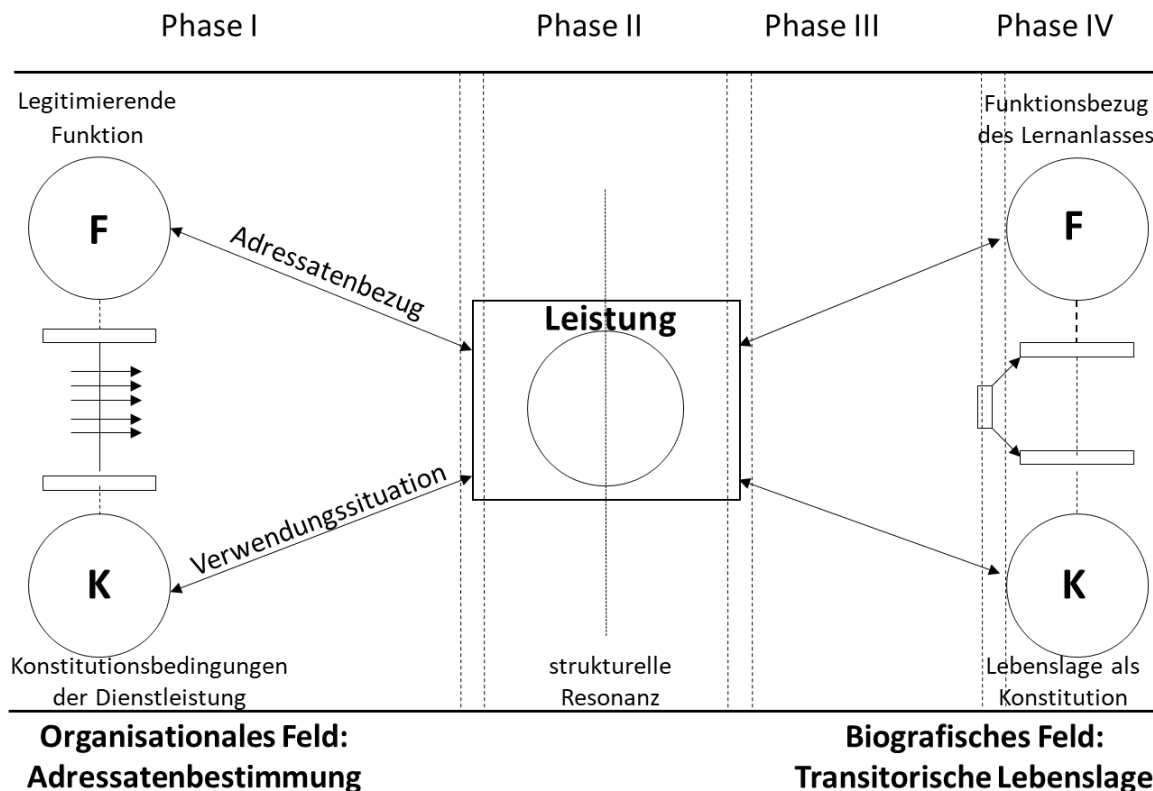 Phase I
Phase II
Phase III
Phase IV
Legitimierende
Funktion
F
Adressatenbezug
Verwendungssituation
K
Konstitutionsbedingungen
der Dienstleistung
Leistung
strukturelle
Resonanz
Funktionsbezug
des Lernanlasses
F
K
Lebenslage als
Konstitution
Organisationales Feld:
Adressatenbestimmung
Biografisches Feld:
Transitorische Lebenslage